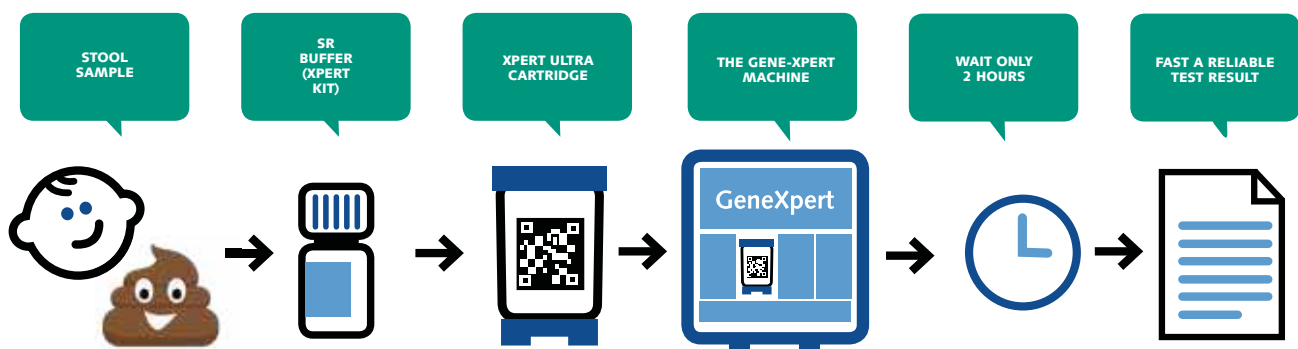 STOOL
SAMPLE
SR
BUFFER
(XPERT
KIT)
XPERT ULTRA
CARTRIDGE
THE GENE-XPERT
MACHINE
WAIT ONLY
2 HOURS
FAST A RELIABLE
TEST RESULT
GeneXpert